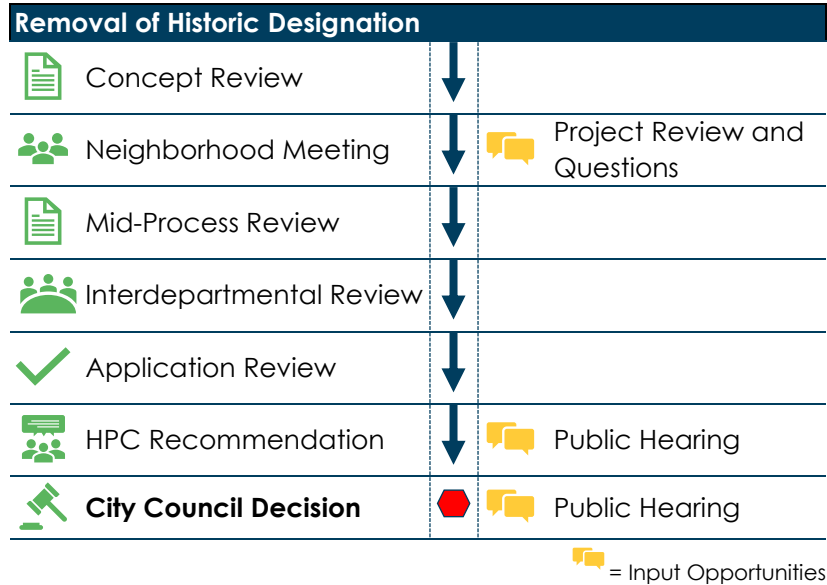 Removal of Historic Designation
Concept Review
Neighborhood Meeting
Project Review and
Questions
Mid-Process Review
Interdepartmental Review
Application Review
HPC Recommendation
Public Hearing
City Council Decision
Public Hearing
= Input Opportunities